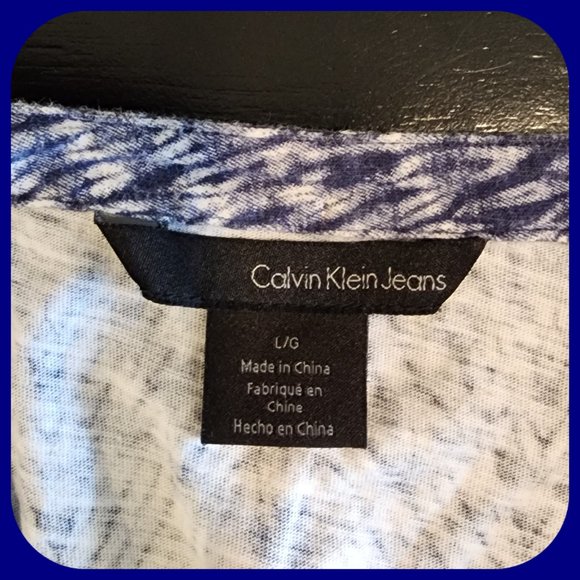 Calvin Klein Jeans
L/G
Made in China
Fabriqué en
Chine
Hecho en China